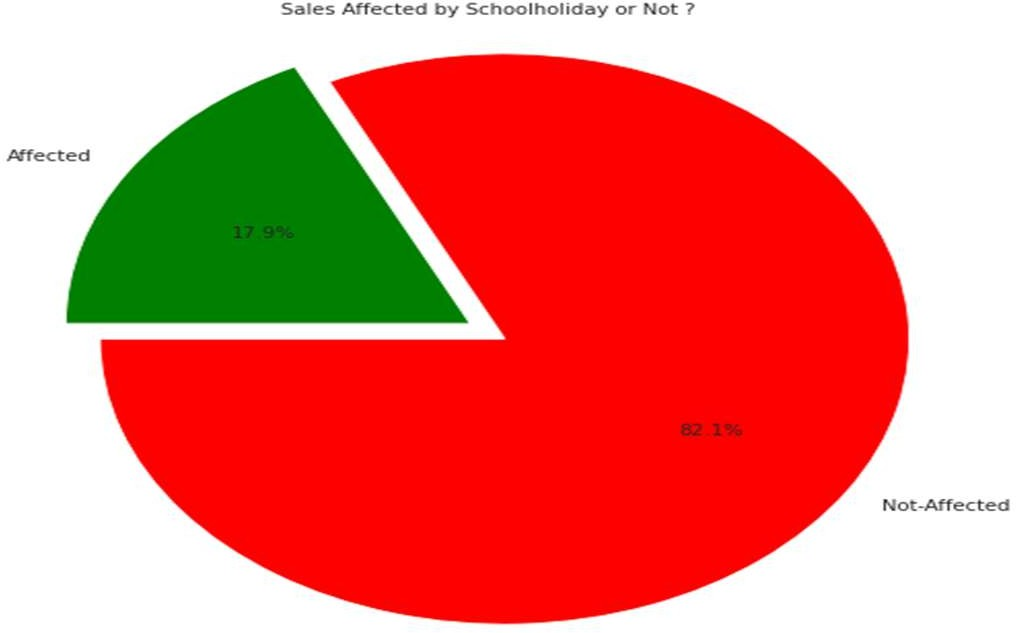 Sales Affected by Schoolholiday or Not ?
Affected
17.9%
82.1%
Not-Affected